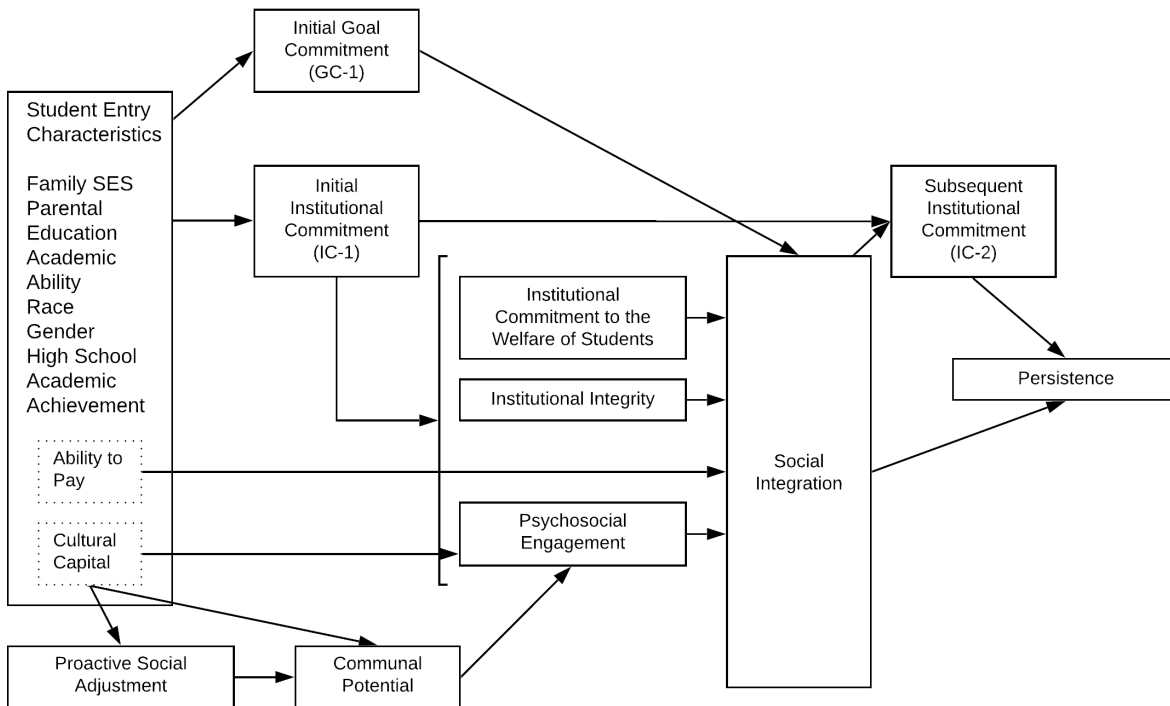 Initial Goal
Commitment
(GC-1)
Student Entry
Characteristics
Family SES
Parental
Education
Academic
Ability
Race
Gender
High School
Academic
Achievement
Ability to
Pay
Cultural
Capital
Initial
Institutional
Commitment
(IC-1)
Subsequent
Institutional
Commitment
(IC-2)
Institutional
Commitment to the
Welfare of Students
Institutional Integrity
Psychosocial
Engagement
Social
Integration
Persistence
Proactive Social
Adjustment
Communal
Potential